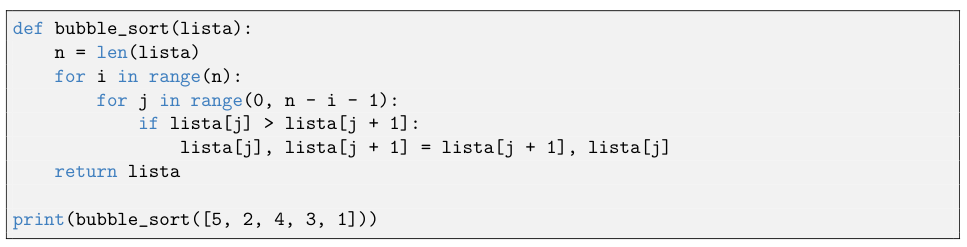 def bubble_sort(lista):
    n = len(lista)
    for i in range(n):
        for j in range(0, n - i - 1):
            if lista[j] > lista[j + 1]:
                lista[j], lista[j + 1] = lista[j + 1], lista[j]
    return lista

print(bubble_sort([5, 2, 4, 3, 1]))